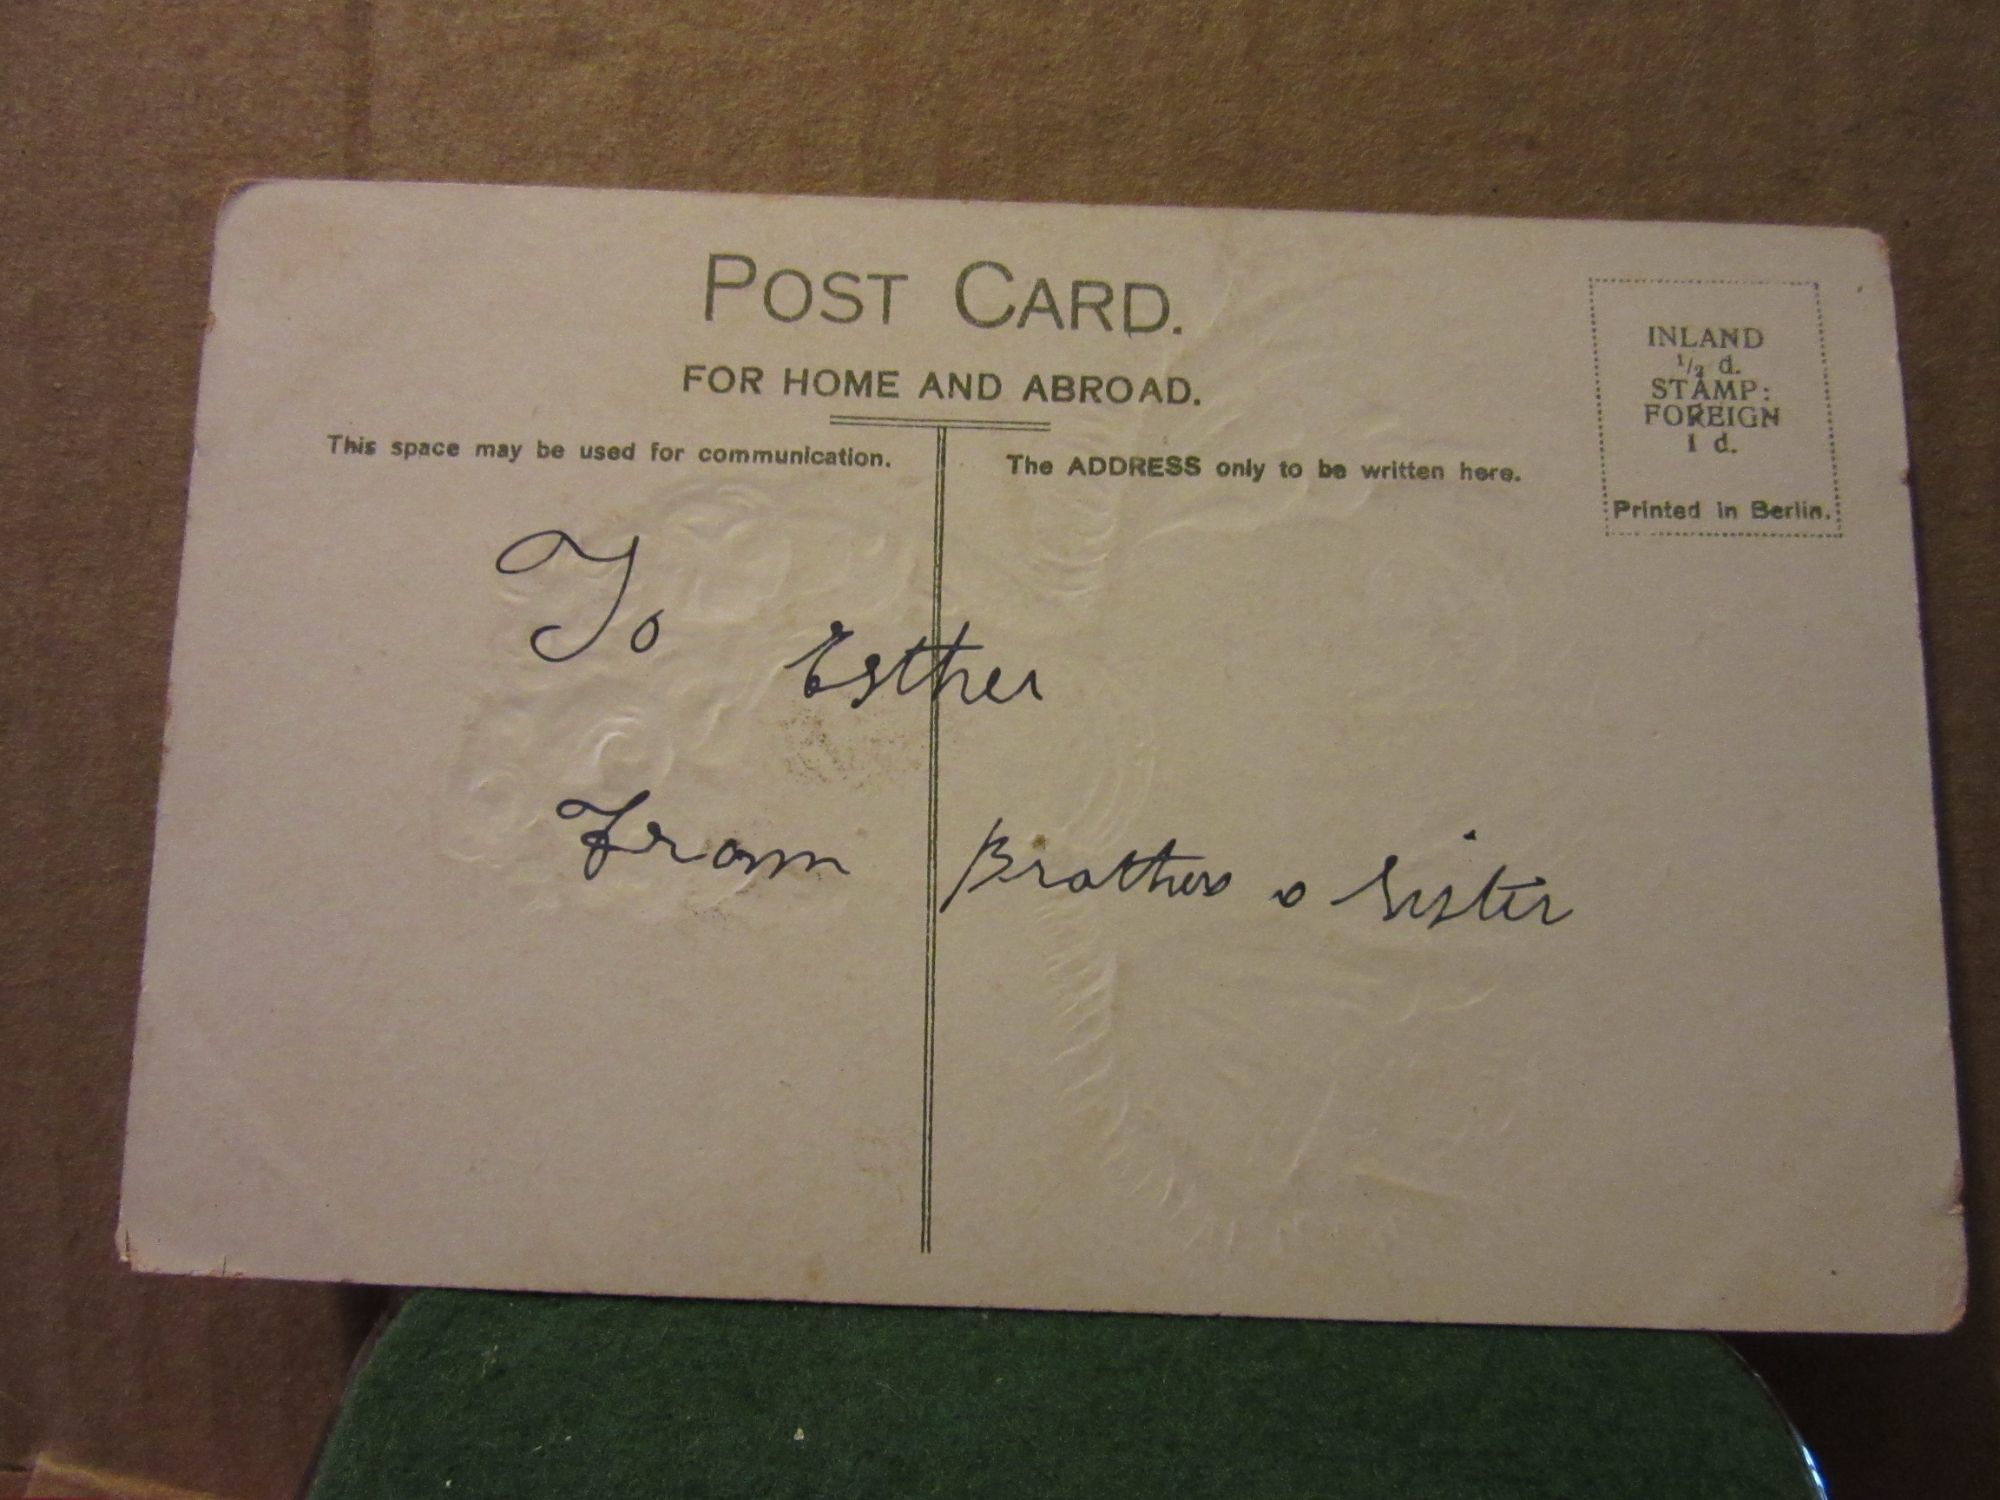 POST CARD.
FOR HOME AND ABROAD.
This space may be used for communication.
The ADDRESS only to be written here.
INLAND
1/2 d.
STAMP:
FOREIGN
1 d.
Printed in Berlin.
To
Esther
From Brother & Sister